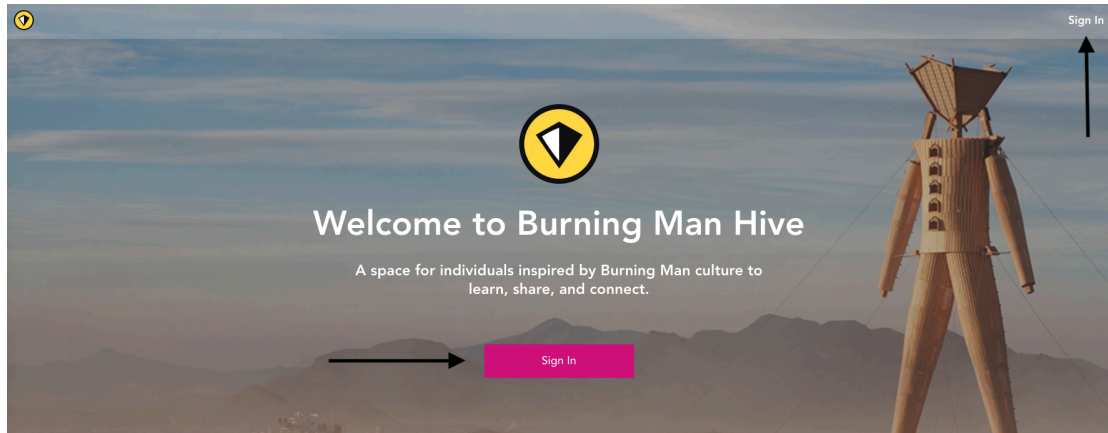 Sign In
Welcome to Burning Man Hive
A space for individuals inspired by Burning Man culture to
learn, share, and connect.
Sign In